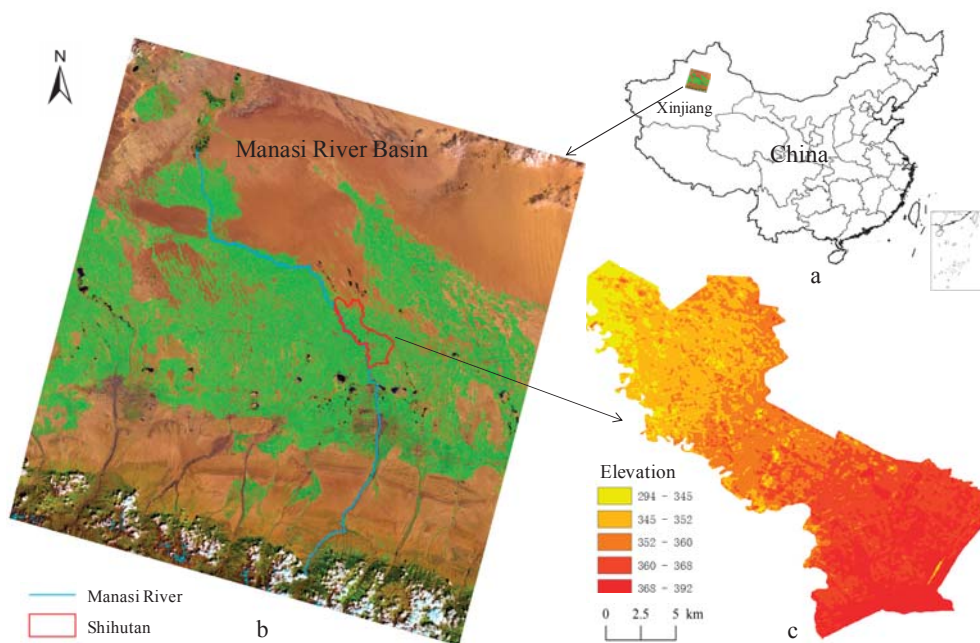 N
Manasi River Basin
Xinjiang
China
a
Elevation
294 - 345
345 - 352
352 - 360
360 - 368
368 - 392
0 2.5 5 km
Manasi River
Shihutan
b
c